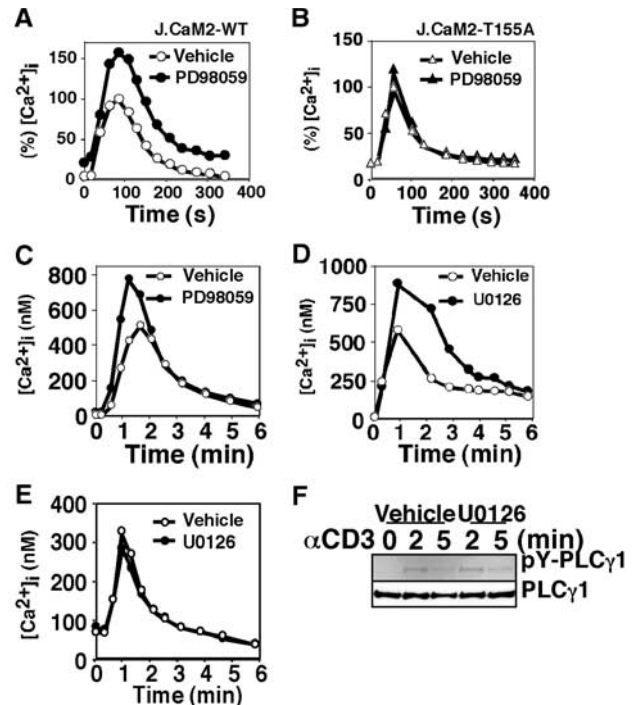 A
J.CaM2-WT
(%) [Ca2+]i
150
100
50
0
Vehicle
PD98059
0 100 200 300 400
Time (s)
B
J.CaM2-T155A
(%) [Ca2+]i
150
100
50
0
Vehicle
PD98059
0 100 200 300 400
Time (s)
C
[Ca2+]i (nM)
800
600
400
200
0
Vehicle
PD98059
0 1 2 3 4 5 6
Time (min)
D
[Ca2+]i (nM)
1000
750
500
250
0
Vehicle
U0126
0 1 2 3 4 5 6
Time (min)
E
[Ca2+]i (nM)
400
300
200
100
0
Vehicle
U0126
0 1 2 3 4 5 6
Time (min)
F
Vehicle U0126
αCD3 0 2 5 2 5 (min)
pY-PLCγ1
PLCγ1